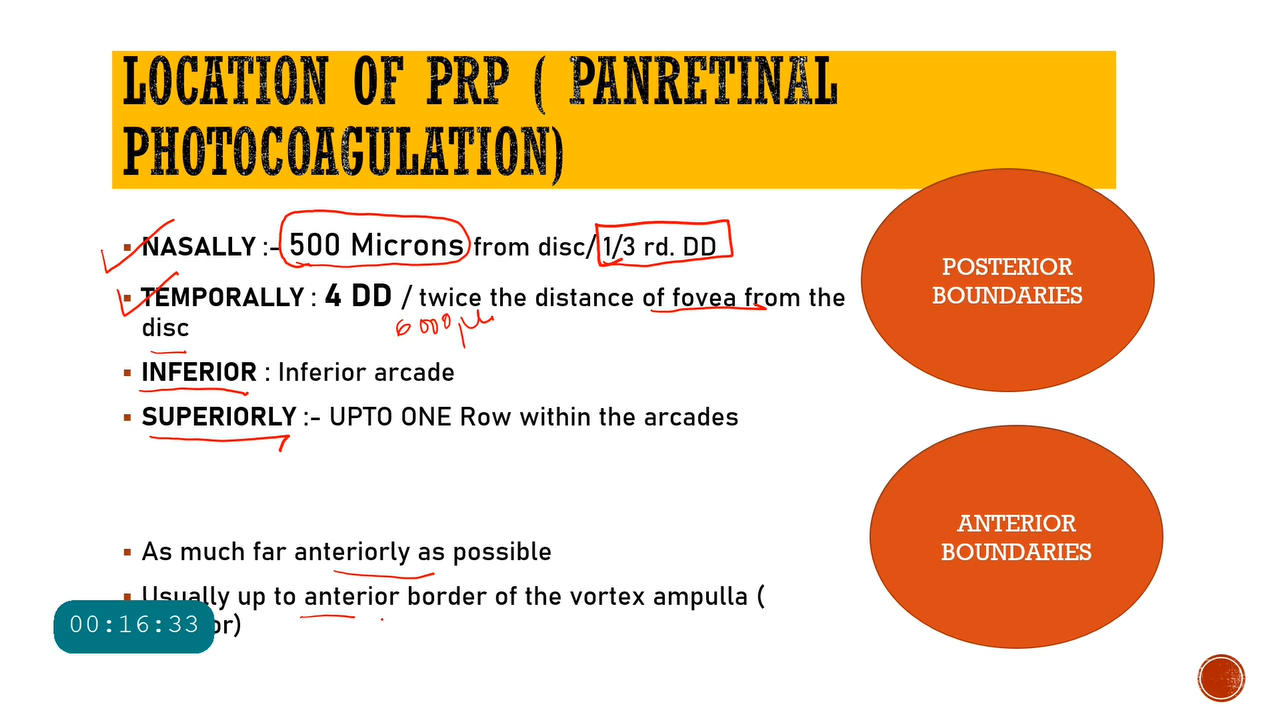 LOCATION OF PRP ( PANRETINAL
PHOTOCOAGULATION)
▪ NASALLY :- 500 Microns from disc/ 1/3 rd. DD
▪ TEMPORALLY : 4 DD / twice the distance of fovea from the
disc
6000 μ
▪ INFERIOR : Inferior arcade
▪ SUPERIORLY :- UPTO ONE Row within the arcades
POSTERIOR
BOUNDARIES
▪ As much far anteriorly as possible
▪ Usually up to anterior border of the vortex ampulla (
ANTERIOR
BOUNDARIES
00:16:33